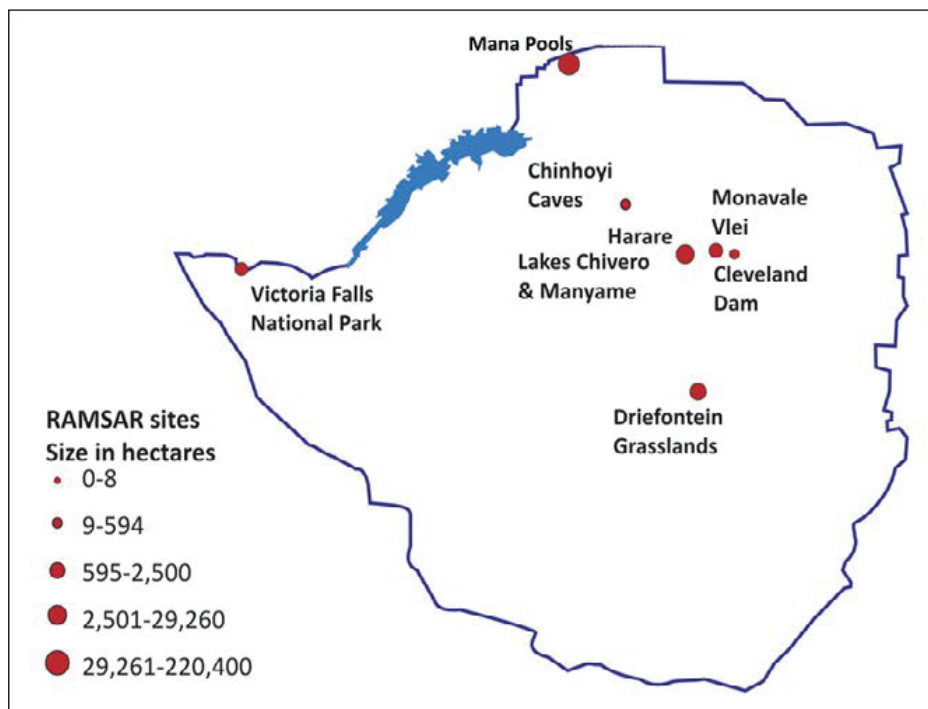 Mana Pools
Chinhoyi
Caves
Monavale
Vlei
Harare
Lakes Chivero
& Manyame
Cleveland
Dam
Victoria Falls
National Park
Driefontein
Grasslands
RAMSAR sites
Size in hectares
0-8
9-594
595-2,500
2,501-29,260
29,261-220,400